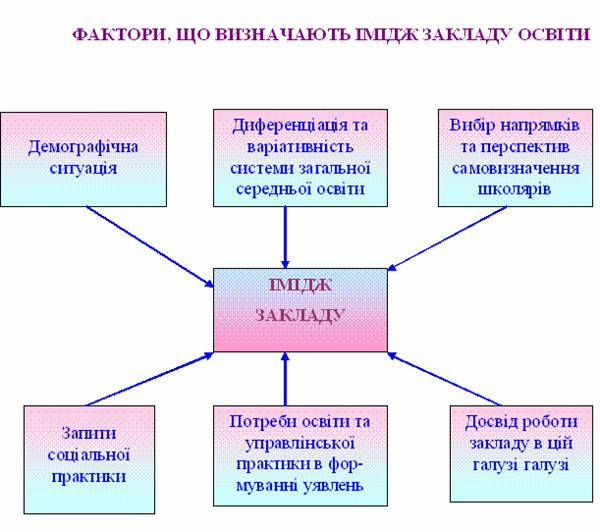 ФАКТОРИ, ЩО ВИЗНАЧАЮТЬ ІМІДЖ ЗАКЛАДУ ОСВІТИ
Демографічна
ситуація
Диференціація та
варіативність
системи загальної
середньої освіти
Вибір напрямків
та перспектив
самовизначення
школярів
ІМІДЖ
ЗАКЛАДУ
Запити
соціальної
практики
Потреби освіти та
управлінської
практики в фор-
муванні уявлень
Досвід роботи
закладу в цій
галузі галузі